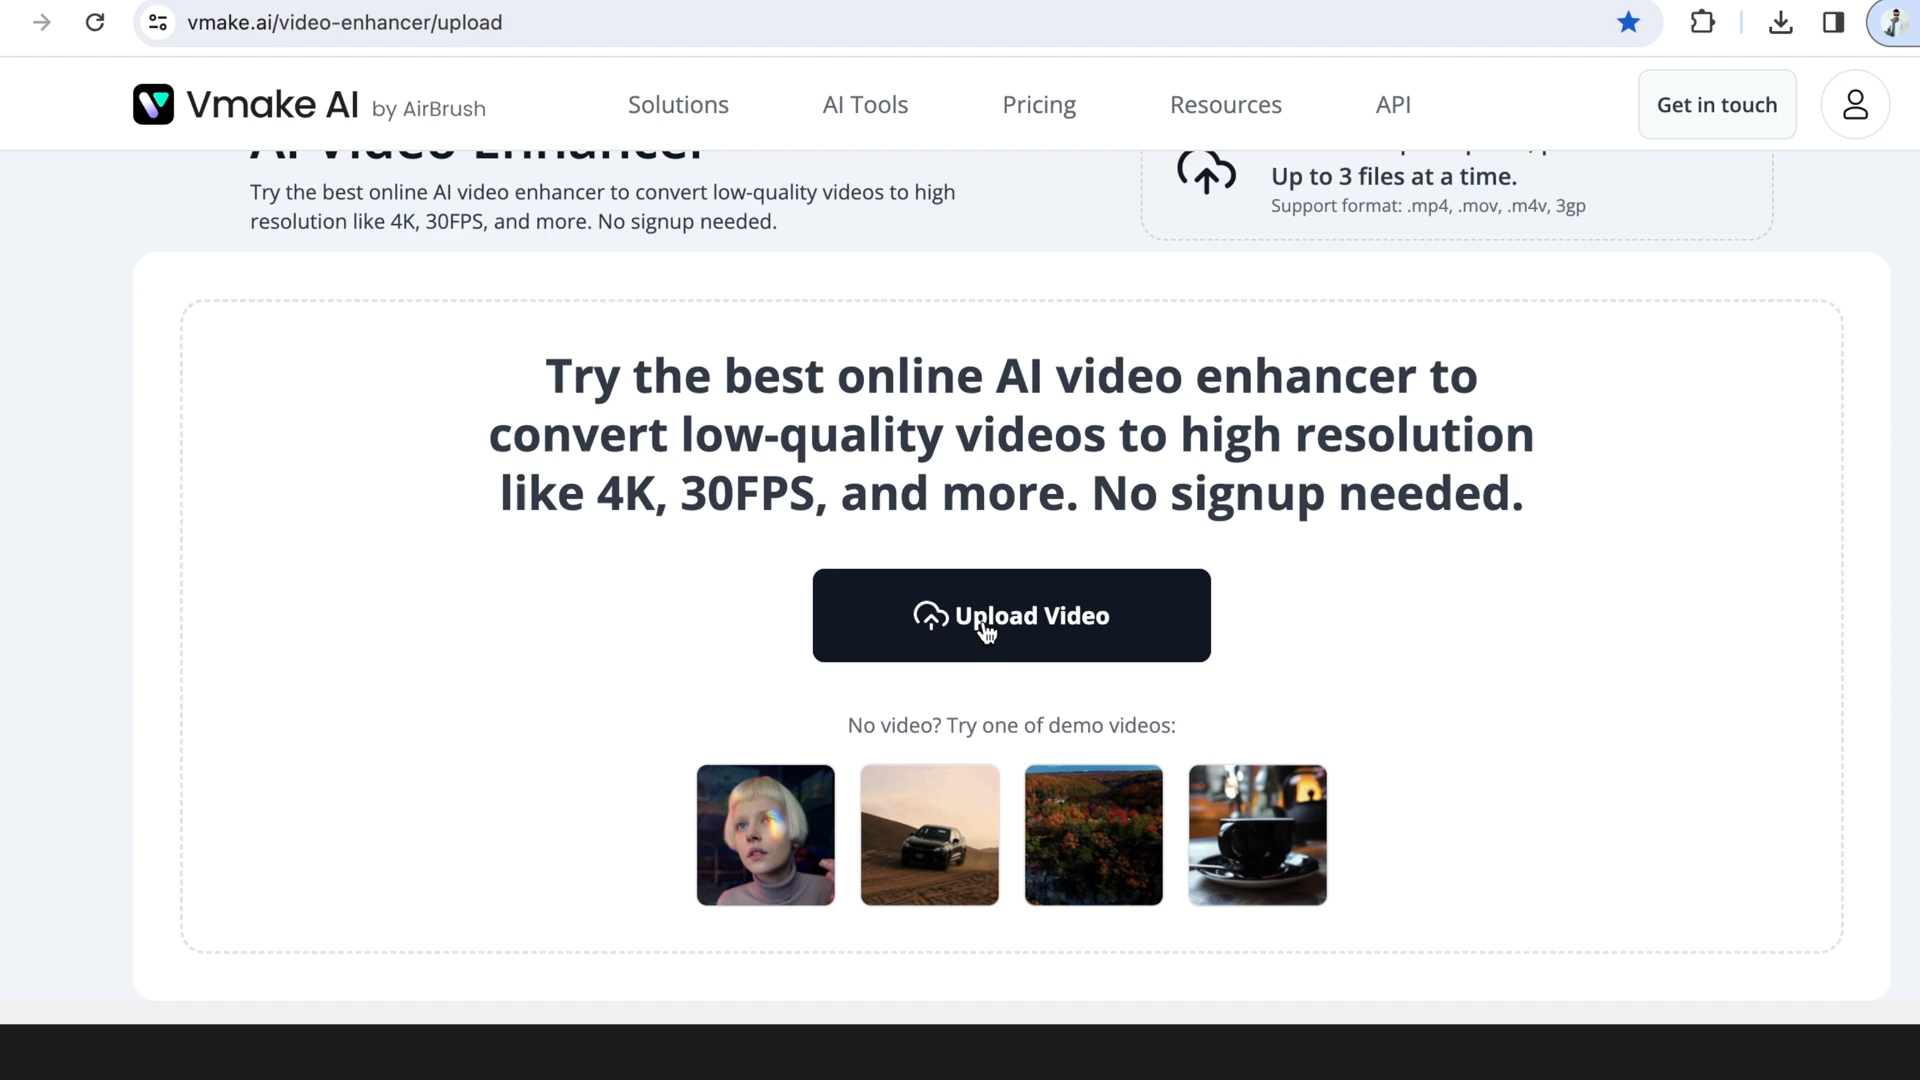 vmake.ai/video-enhancer/upload
Vmake AI by AirBrush
Solutions
AI Tools
Pricing
Resources
API
Get in touch
AI Video Enhancer
Try the best online AI video enhancer to convert low-quality videos to high
resolution like 4K, 30FPS, and more. No signup needed.
Up to 3 files at a time.
Support format: .mp4, .mov, .m4v, 3gp
Try the best online AI video enhancer to
convert low-quality videos to high resolution
like 4K, 30FPS, and more. No signup needed.
Upload Video
No video? Try one of demo videos: